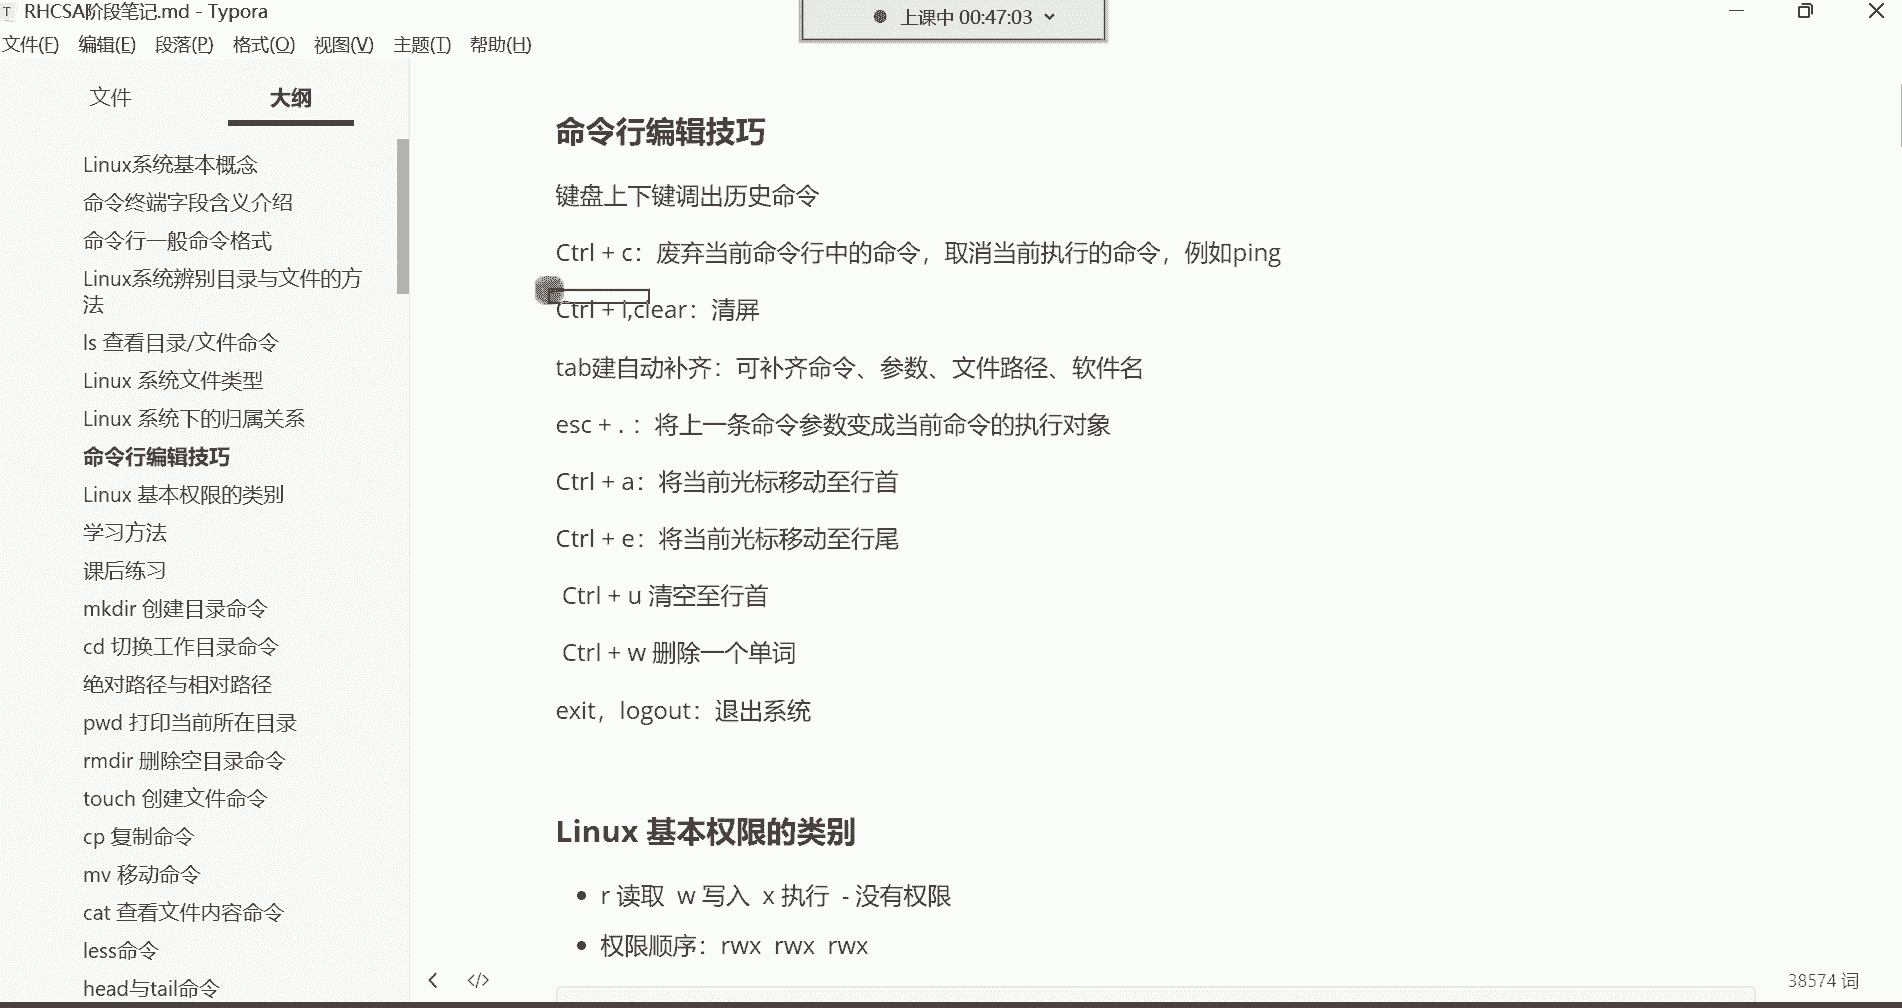 RHCSA阶段笔记.md - Typora
上课中 00:47:03
文件(F) 编辑(E) 段落(P) 格式(O) 视图(V) 主题(T) 帮助(H)
文件 大纲
Linux系统基本概念
命令终端字段含义介绍
命令行一般命令格式
Linux系统辨别目录与文件的方
法
ls 查看目录/文件命令
Linux 系统文件类型
Linux 系统下的归属关系
命令行编辑技巧
Linux 基本权限的类别
学习方法
课后练习
mkdir 创建目录命令
cd 切换工作目录命令
绝对路径与相对路径
pwd 打印当前所在目录
rmdir 删除空目录命令
touch 创建文件命令
cp 复制命令
mv 移动命令
cat 查看文件内容命令
less命令
head与tail命令
命令行编辑技巧
键盘上下键调出历史命令
Ctrl + c：废弃当前命令行中的命令，取消当前执行的命令，例如ping
Ctrl + l,clear：清屏
tab建自动补齐：可补齐命令、参数、文件路径、软件名
esc + . ：将上一条命令参数变成当前命令的执行对象
Ctrl + a：将当前光标移动至行首
Ctrl + e：将当前光标移动至行尾
Ctrl + u 清空至行首
Ctrl + w 删除一个单词
exit，logout：退出系统
Linux 基本权限的类别
• r 读取 w 写入 x 执行 - 没有权限
• 权限顺序：rwx rwx rwx
38574 词